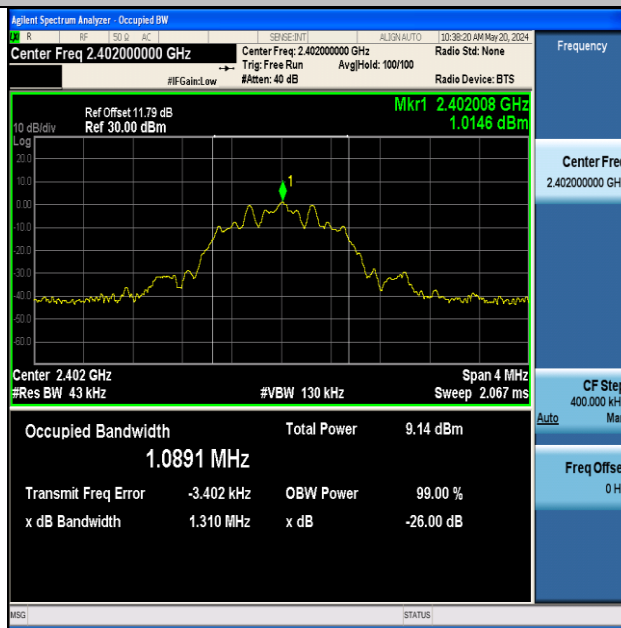 Agilent Spectrum Analyzer - Occupied BW
R RF 50 Ω AC SENSE:INT ALIGN AUTO 10:38:20 AM May 20, 2024
Center Freq 2.402000000 GHz
Center Freq: 2.402000000 GHz Radio Std: None
Trig: Free Run Avg|Hold: 100/100
#IFGain:Low #Atten: 40 dB Radio Device: BTS
Frequency
Mkr1 2.402008 GHz
1.0146 dBm
Ref Offset 11.79 dB
10 dB/div Ref 30.00 dBm
Log
20.0
10.0
0.00
-10.0
-20.0
-30.0
-40.0
-50.0
-60.0
1
Center 2.402 GHz Span 4 MHz
#Res BW 43 kHz #VBW 130 kHz Sweep 2.067 ms
Occupied Bandwidth Total Power 9.14 dBm
1.0891 MHz
Transmit Freq Error -3.402 kHz OBW Power 99.00 %
x dB Bandwidth 1.310 MHz x dB -26.00 dB
Center Fre
2.402000000 GH
CF Step
400.000 kH
Auto Ma
Freq Offse
0 H
MSG STATUS